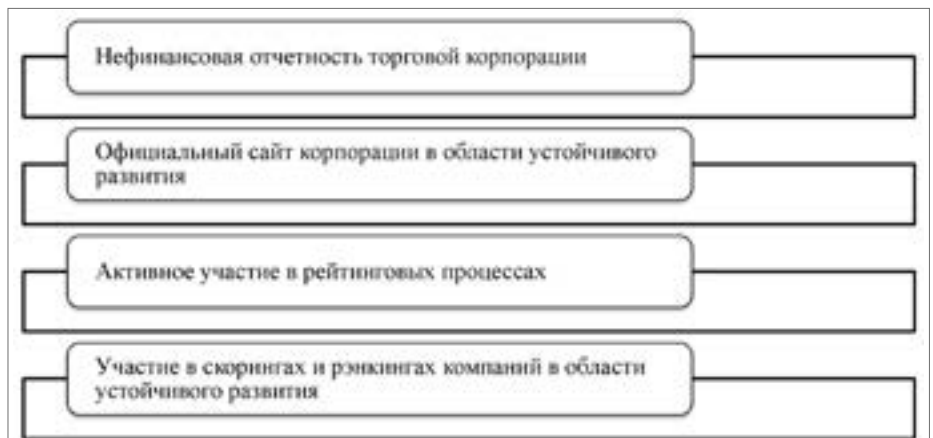 Нефинансовая отчетность торговой корпорации
Официальный сайт корпорации в области устойчивого
развития
Активное участие в рейтинговых процессах
Участие в скорингах и рэнкингах компаний в области
устойчивого развития